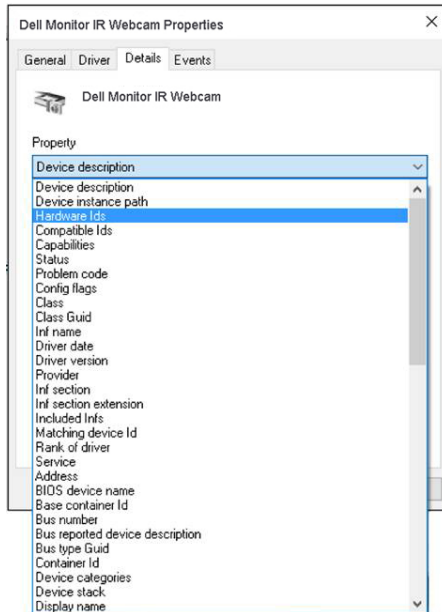 Dell Monitor IR Webcam Properties
General Driver Details Events
Dell Monitor IR Webcam
Property
Device description
Device description
Device instance path
Hardware Ids
Compatible Ids
Capabilities
Status
Problem code
Config flags
Class
Class Guid
Inf name
Driver date
Driver version
Provider
Inf section
Inf section extension
Included Infs
Matching device Id
Rank of driver
Service
Address
BIOS device name
Base container Id
Bus number
Bus reported device description
Bus type Guid
Container Id
Device categories
Device stack
Display name